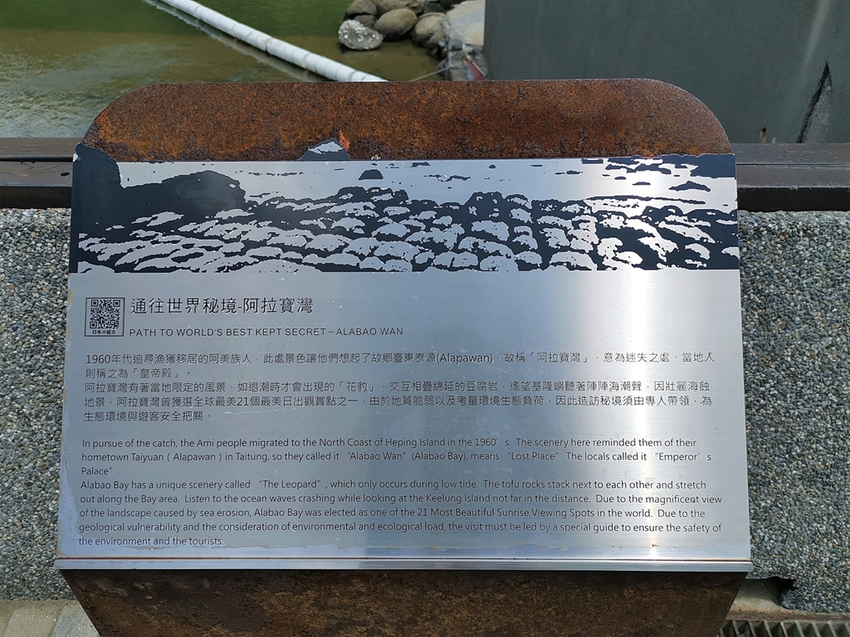 通往世界秘境-阿拉寶灣
PATH TO WORLD'S BEST KEPT SECRET－ALABAO WAN
1960年代追尋漁獲移居的阿美族人，此處景色讓他們想起了故鄉臺東泰源(Alapawan)，故稱「阿拉寶灣」，意為迷失之處。當地人
則稱之為「皇帝殿」。
阿拉寶灣有著當地限定的風景，如退潮時才會出現的「花豹」，交互相疊綿延的豆腐岩，遙望基隆嶼聽著陣陣海潮聲，因壯麗海蝕
地景，阿拉寶灣曾獲選全球最美21個最美日出觀賞點之一，由於地質脆弱以及考量環境生態負荷，因此造訪秘境須由專人帶領，為
生態環境與遊客安全把關。
In pursue of the catch, the Ami people migrated to the North Coast of Heping Island in the 1960’s. The scenery here reminded them of their
hometown Taiyuan ( Alapawan ) in Taitung, so they called it “Alabao Wan” (Alabao Bay), means “Lost Place” .The locals called it “Emperor’s
Palace” .
Alabao Bay has a unique scenery called “The Leopard” , which only occurs during low tide. The tofu rocks stack next to each other and stretch
out along the Bay area. Listen to the ocean waves crashing while looking at the Keelung Island not far in the distance. Due to the magnificent view
of the landscape caused by sea erosion, Alabao Bay was elected as one of the 21 Most Beautiful Sunrise Viewing Spots in the world. Due to the
geological vulnerability and the consideration of environmental and ecological load, the visit must be led by a special guide to ensure the safety of
the environment and the tourists.